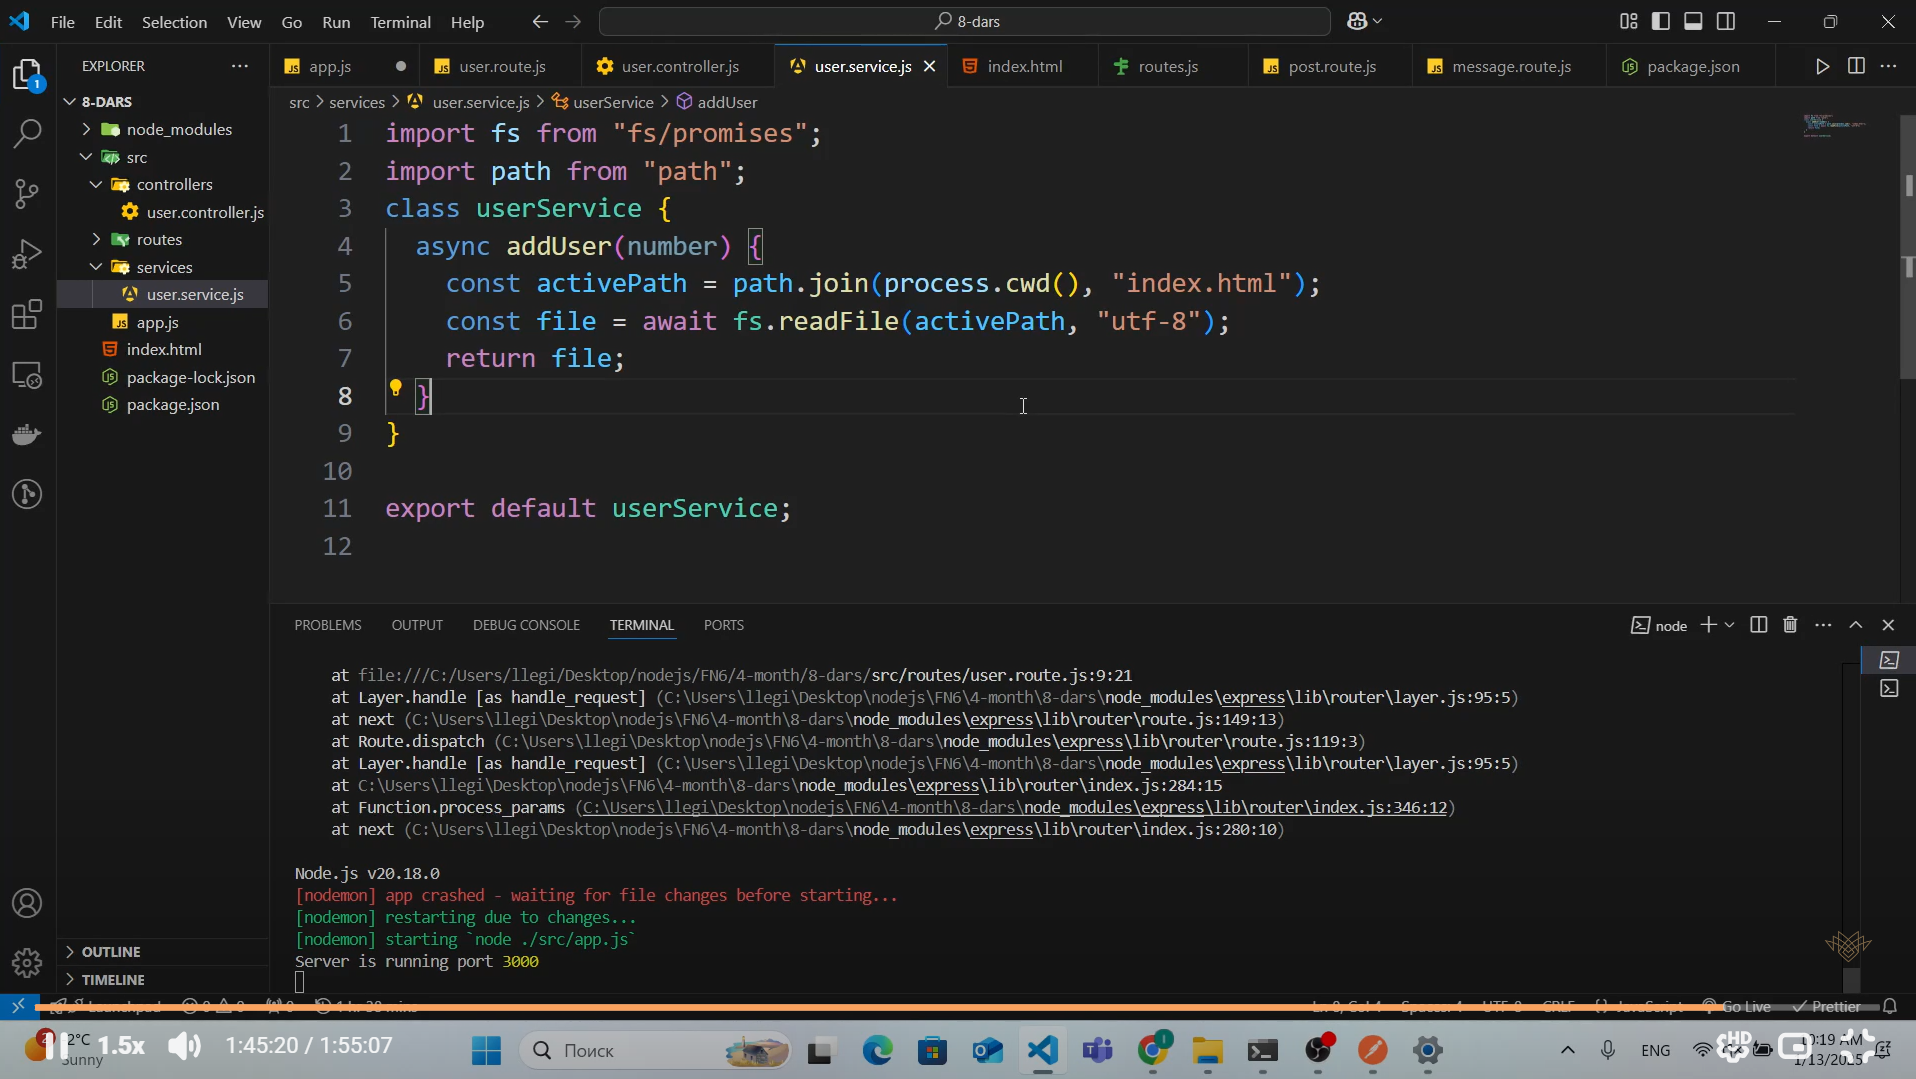 File Edit Selection View Go Run Terminal Help
8-dars
EXPLORER
app.js
user.route.js
user.controller.js
user.service.js
index.html
routes.js
post.route.js
message.route.js
package.json
1
8-DARS
node_modules
src
controllers
user.controller.js
routes
services
user.service.js
app.js
index.html
package-lock.json
package.json
OUTLINE
TIMELINE
src > services > user.service.js > userService > addUser
1 import fs from "fs/promises";
2 import path from "path";
3 class userService {
4 async addUser(number) {
5 const activePath = path.join(process.cwd(), "index.html");
6 const file = await fs.readFile(activePath, "utf-8");
7 return file;
8 }
9 }
10
11 export default userService;
12
PROBLEMS OUTPUT DEBUG CONSOLE TERMINAL PORTS
node
at file:///C:/Users/llegi/Desktop/nodejs/FN6/4-month/8-dars/src/routes/user.route.js:9:21
at Layer.handle [as handle_request] (C:\Users\llegi\Desktop\nodejs\FN6\4-month\8-dars\node_modules\express\lib\router\layer.js:95:5)
at next (C:\Users\llegi\Desktop\nodejs\FN6\4-month\8-dars\node_modules\express\lib\router\route.js:149:13)
at Route.dispatch (C:\Users\llegi\Desktop\nodejs\FN6\4-month\8-dars\node_modules\express\lib\router\route.js:119:3)
at Layer.handle [as handle_request] (C:\Users\llegi\Desktop\nodejs\FN6\4-month\8-dars\node_modules\express\lib\router\layer.js:95:5)
at C:\Users\llegi\Desktop\nodejs\FN6\4-month\8-dars\node_modules\express\lib\router\index.js:284:15
at Function.process_params (C:\Users\llegi\Desktop\nodejs\FN6\4-month\8-dars\node_modules\express\lib\router\index.js:346:12)
at next (C:\Users\llegi\Desktop\nodejs\FN6\4-month\8-dars\node_modules\express\lib\router\index.js:280:10)
Node.js v20.18.0
[nodemon] app crashed - waiting for file changes before starting...
[nodemon] restarting due to changes...
[nodemon] starting `node ./src/app.js`
Server is running port 3000
Go Live
Prettier
Sunny
1.5x
1:45:20 / 1:55:07
Поиск
ENG
HD
10:19 AM
1/13/2025